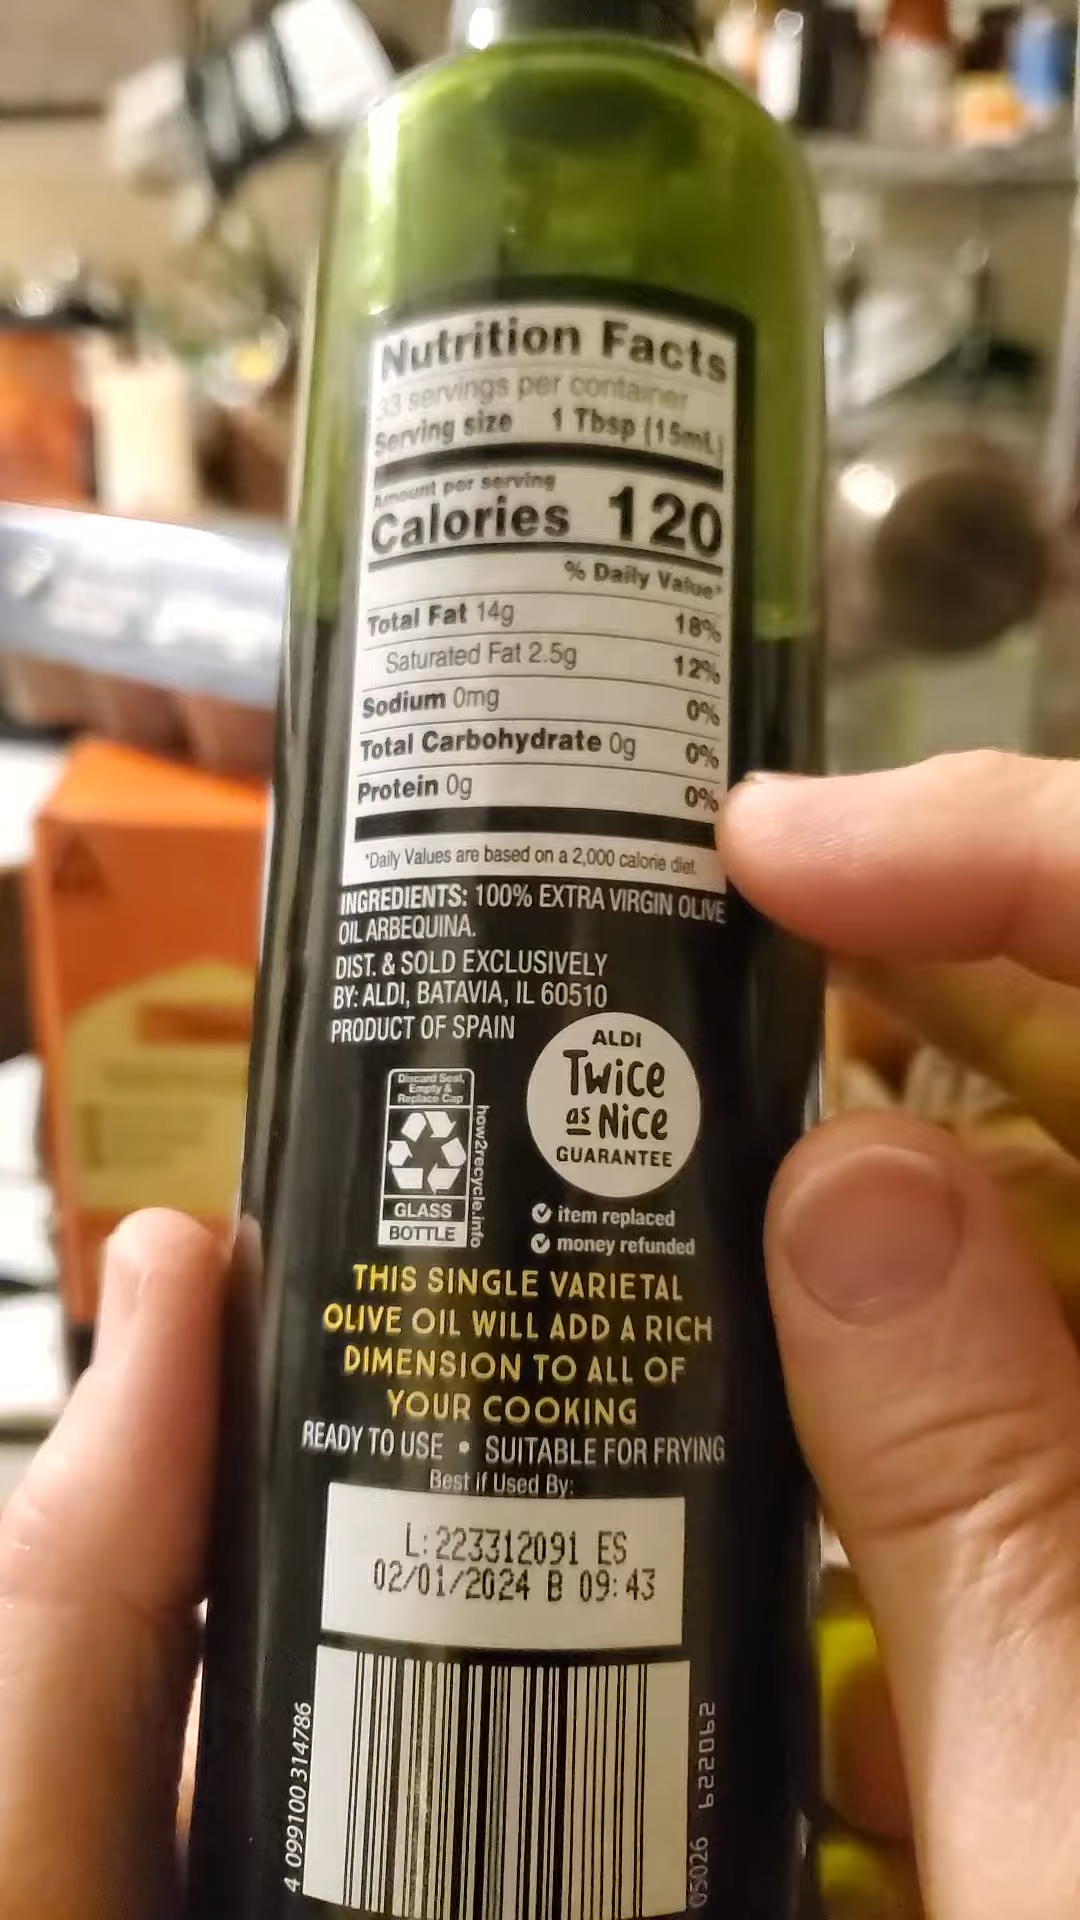 Nutrition Facts
33 servings per container
Serving size 1 Tbsp (15mL)
Amount per serving
Calories 120
% Daily Value*
Total Fat 14g 18%
Saturated Fat 2.5g 12%
Sodium 0mg 0%
Total Carbohydrate 0g 0%
Protein 0g 0%
*Daily Values are based on a 2,000 calorie diet.
INGREDIENTS: 100% EXTRA VIRGIN OLIVE
OIL ARBEQUINA.
DIST. & SOLD EXCLUSIVELY
BY: ALDI, BATAVIA, IL 60510
PRODUCT OF SPAIN
Discard Seal,
Empty &
Replace Cap
how2recycle.info
GLASS
BOTTLE
ALDI
Twice
as Nice
GUARANTEE
item replaced
money refunded
THIS SINGLE VARIETAL
OLIVE OIL WILL ADD A RICH
DIMENSION TO ALL OF
YOUR COOKING
READY TO USE • SUITABLE FOR FRYING
Best if Used By:
L:223312091 ES
02/01/2024 B 09:43
4 099100 314786